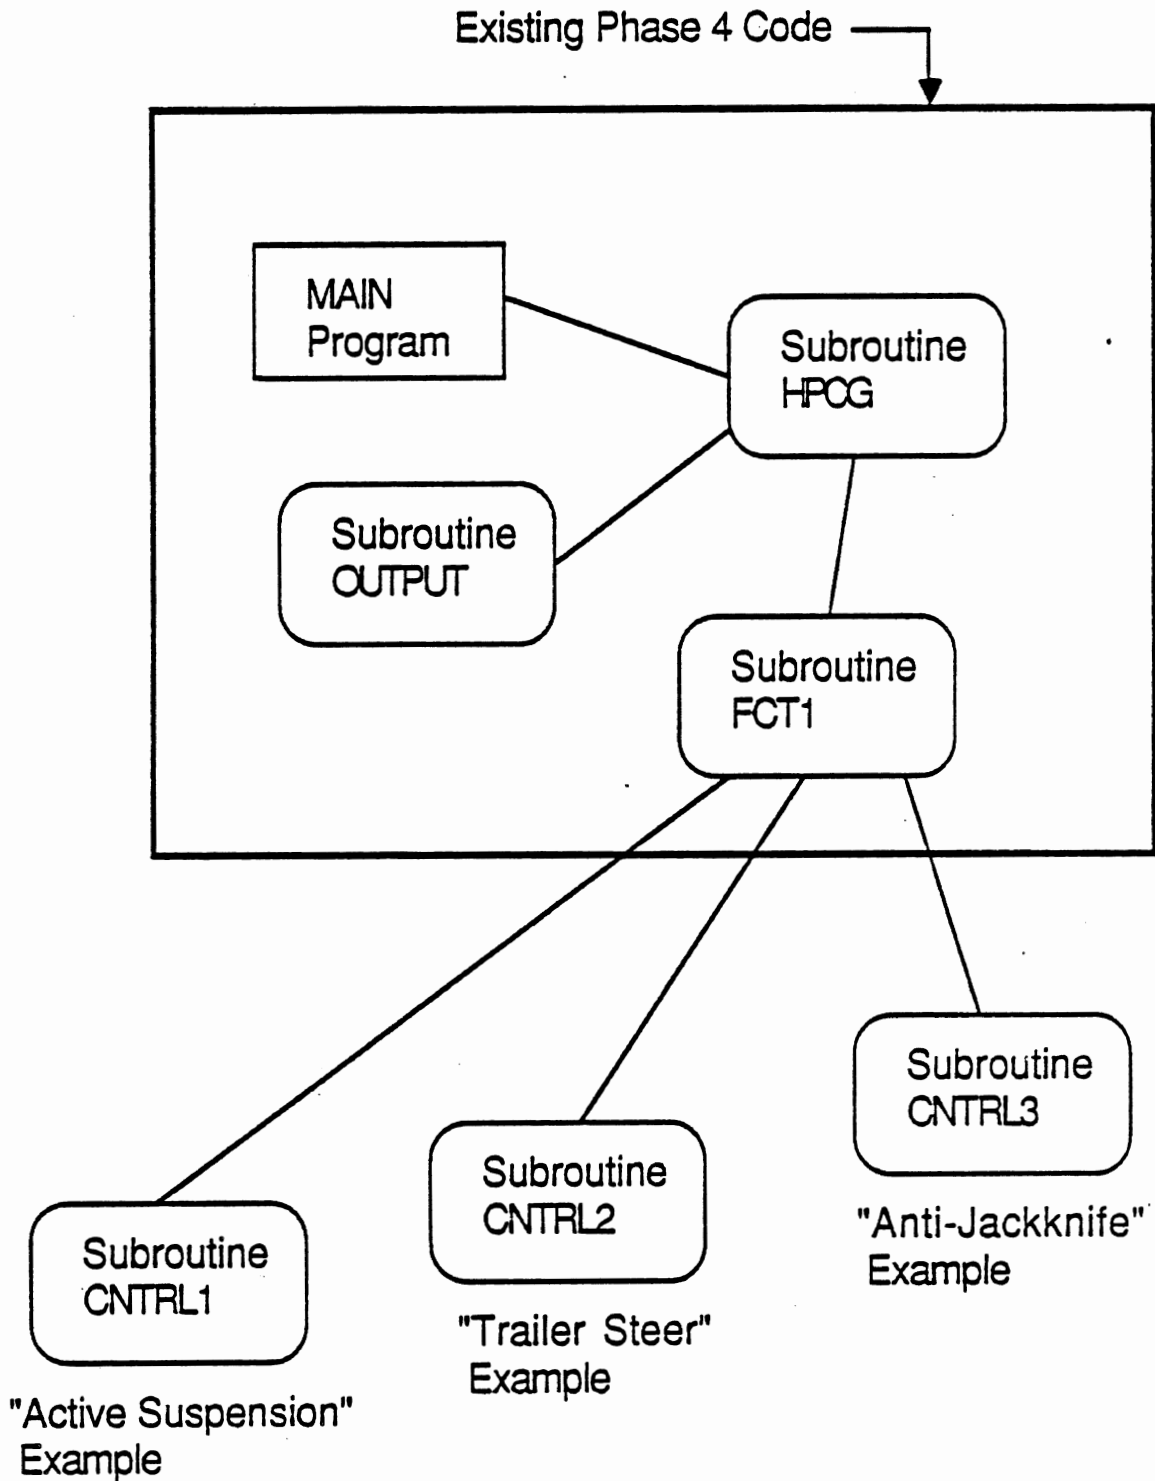 Existing Phase 4 Code
MAIN
Program
Subroutine
HPCG
Subroutine
OUTPUT
Subroutine
FCT1
Subroutine
CNTRL3
"Anti-Jackknife"
Example
Subroutine
CNTRL2
"Trailer Steer"
Example
Subroutine
CNTRL1
"Active Suspension"
Example